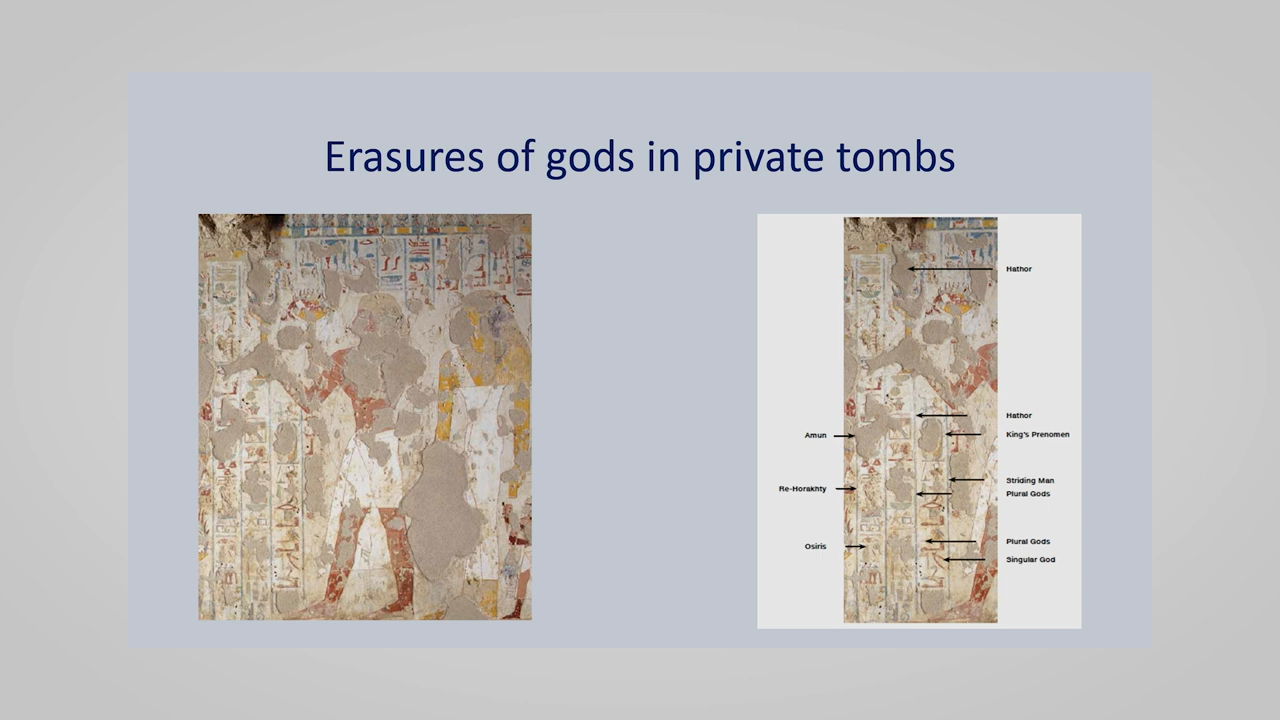 Erasures of gods in private tombs
Hathor
Hathor
Amun
King's Prenomen
Striding Man
Re-Horakhty
Plural Gods
Plural Gods
Osiris
Singular God